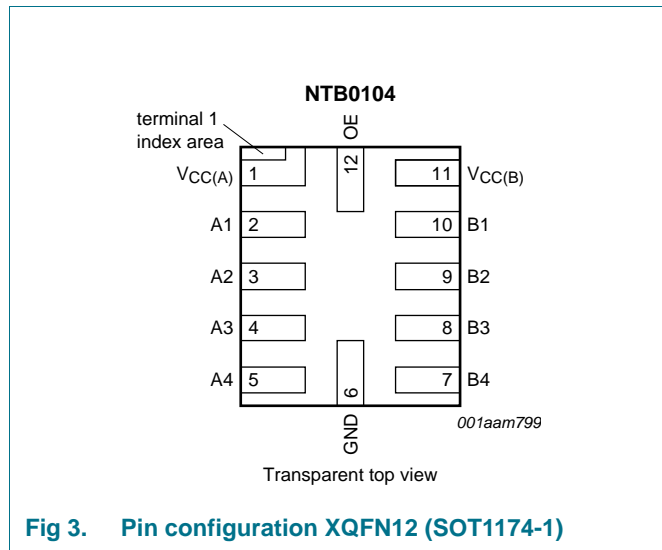 NTB0104
terminal 1
index area
OE
12
VCC(A) 1
11 VCC(B)
A1 2
10 B1
A2 3
9 B2
A3 4
8 B3
A4 5
7 B4
6
GND
001aam799
Transparent top view
Fig 3. Pin configuration XQFN12 (SOT1174-1)